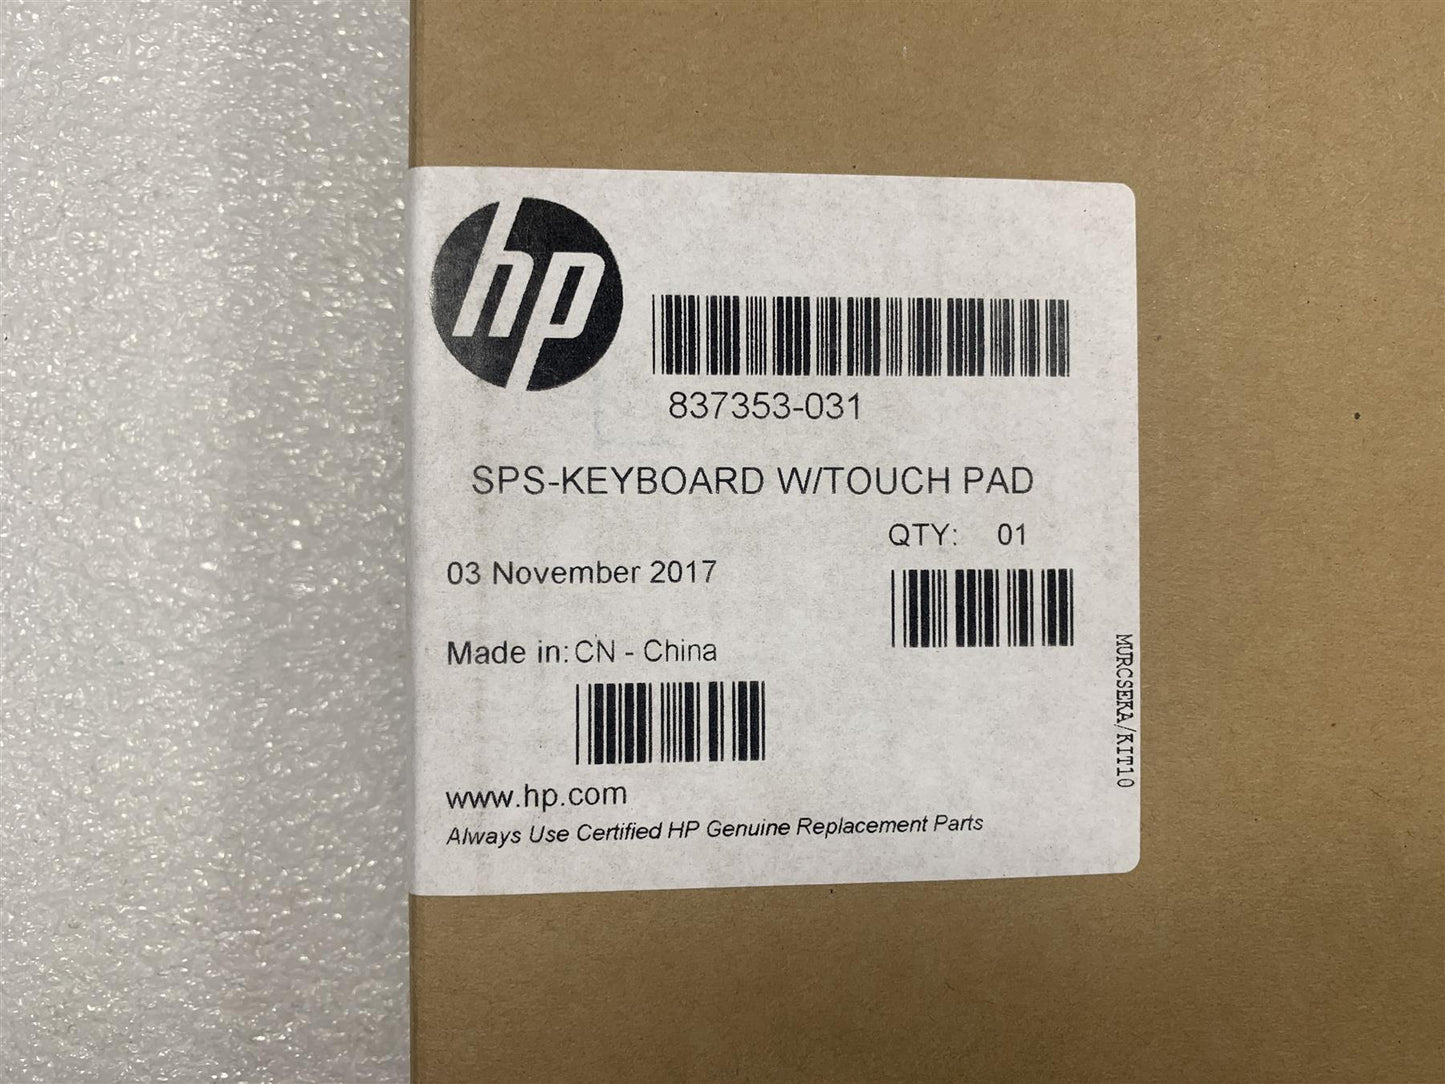 hp
837353-031
SPS-KEYBOARD W/TOUCH PAD
QTY: 01
03 November 2017
Made in: CN - China
MURCSEKA/KIT10
www.hp.com
Always Use Certified HP Genuine Replacement Parts